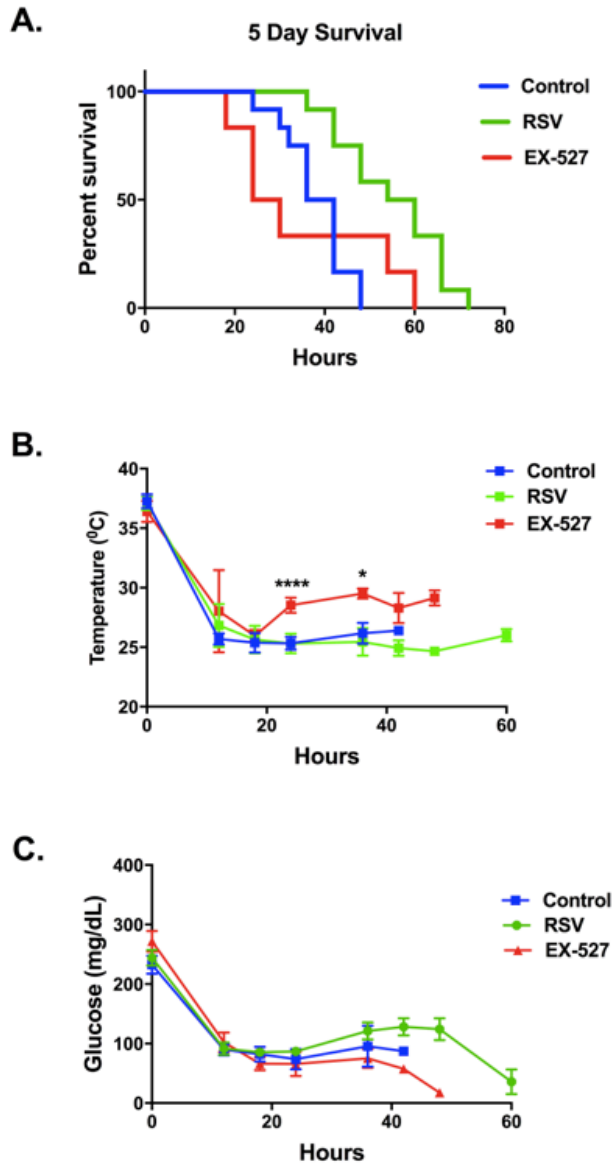 A.
5 Day Survival
Percent survival
100
50
0
0 20 40 60 80
Hours
Control
RSV
EX-527
B.
Temperature (⁰C)
40
35
30
25
20
0 20 40 60
Hours
**** *
Control
RSV
EX-527
C.
Glucose (mg/dL)
400
300
200
100
0
0 20 40 60
Hours
Control
RSV
EX-527